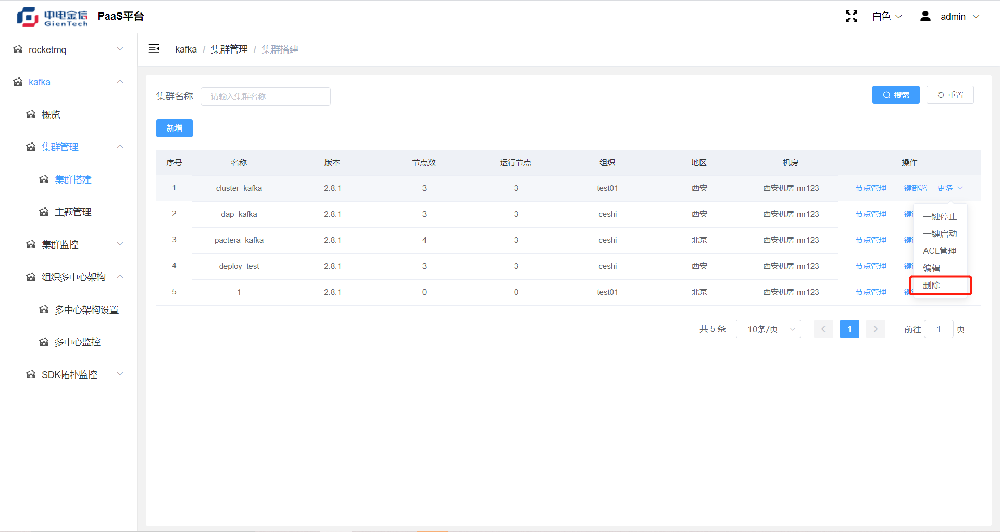 中电金信
GienTech
PaaS平台
白色
admin
rocketmq
kafka
概览
集群管理
集群搭建
主题管理
集群监控
组织多中心架构
多中心架构设置
多中心监控
SDK拓扑监控
kafka / 集群管理 / 集群搭建
集群名称 请输入集群名称 搜索 重置
新增
序号 名称 版本 节点数 运行节点 组织 地区 机房 操作
1 cluster_kafka 2.8.1 3 3 test01 西安 西安机房-mr123 节点管理 一键部署 更多
2 dap_kafka 2.8.1 3 3 ceshi 西安 西安机房-mr123 节点管理 一键
3 pactera_kafka 2.8.1 4 3 ceshi 北京 西安机房-mr123 节点管理 一键
4 deploy_test 2.8.1 3 3 ceshi 西安 西安机房-mr123 节点管理 一键
5 1 2.8.1 0 0 test01 北京 西安机房-mr123 节点管理 一键
一键停止
一键启动
ACL管理
编辑
删除
共 5 条 10条/页 1 前往 1 页